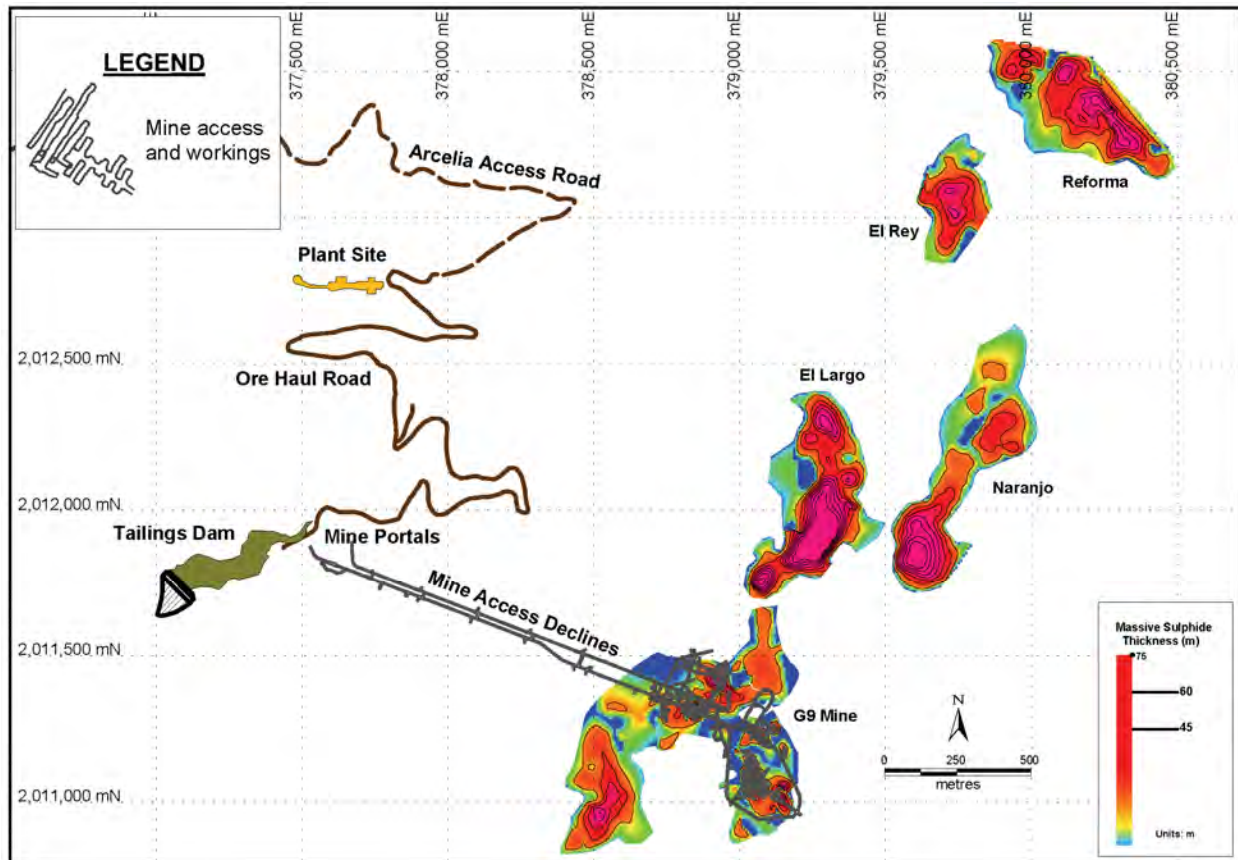 LEGEND
Mine access
and workings
377,500 mE
378,000 mE
378,500 mE
379,000 mE
379,500 mE
380,000 mE
380,500 mE
Arcelia Access Road
Reforma
El Rey
Plant Site
2,012,500 mN
Ore Haul Road
El Largo
Naranjo
2,012,000 mN
Tailings Dam
Mine Portals
Mine Access Declines
2,011,500 mN
G9 Mine
N
0 250 500
metres
2,011,000 mN
Massive Sulphide
Thickness (m)
75
60
45
Units: m